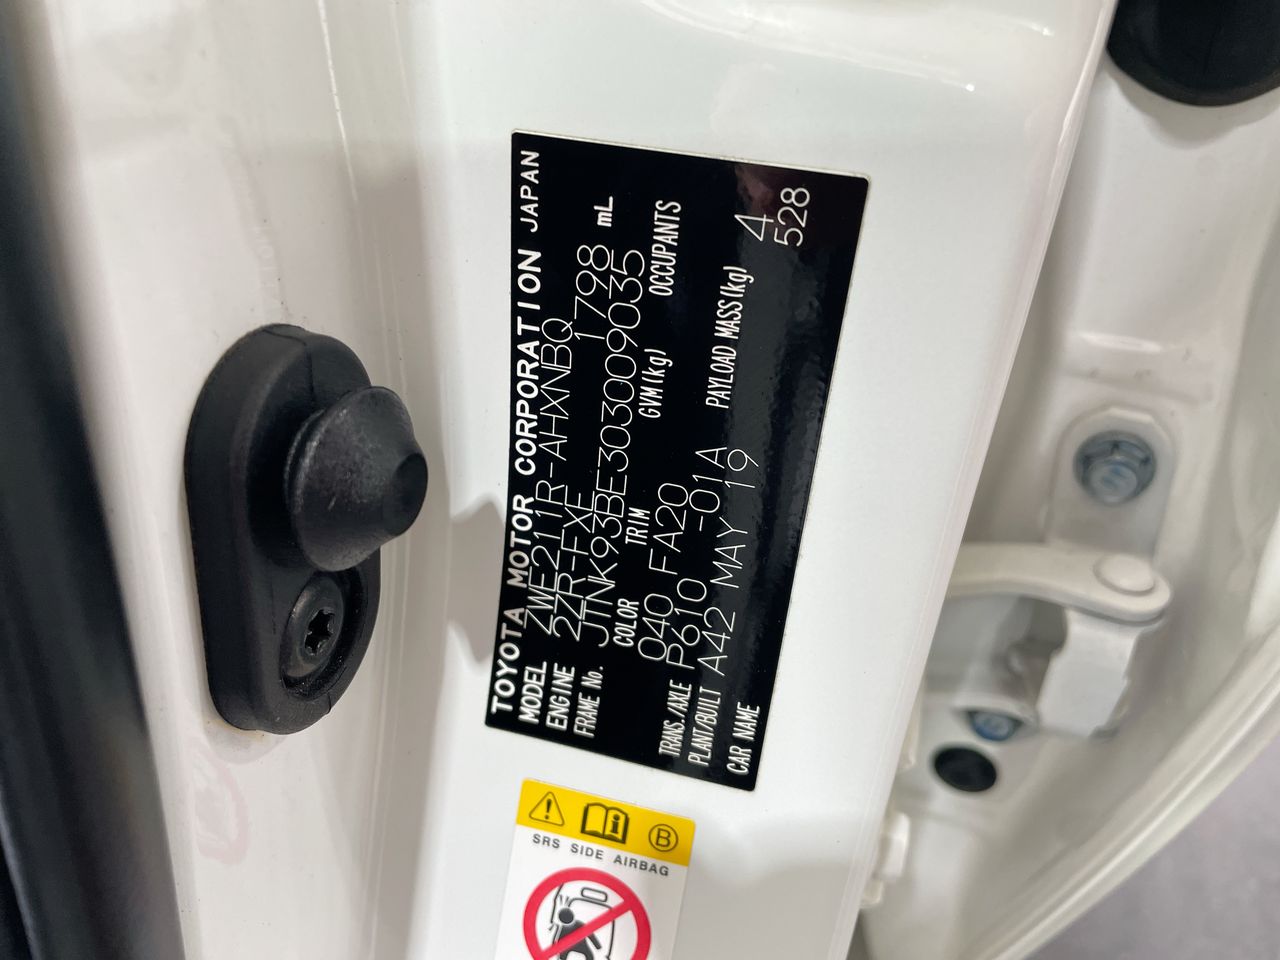 TOYOTA MOTOR CORPORATION JAPAN
MODEL ZWE211R-AHXNBQ
ENGINE 2ZR-FXE 1798 mL
FRAME No. JTNK93BE303009035
COLOR TRIM GVM(kg) OCCUPANTS
040 FA20 4
TRANS./AXLE P610 -01A PAYLOAD MASS(kg) 528
PLANT/BUILT A42 MAY 19
CAR NAME
B
SRS SIDE AIRBAG